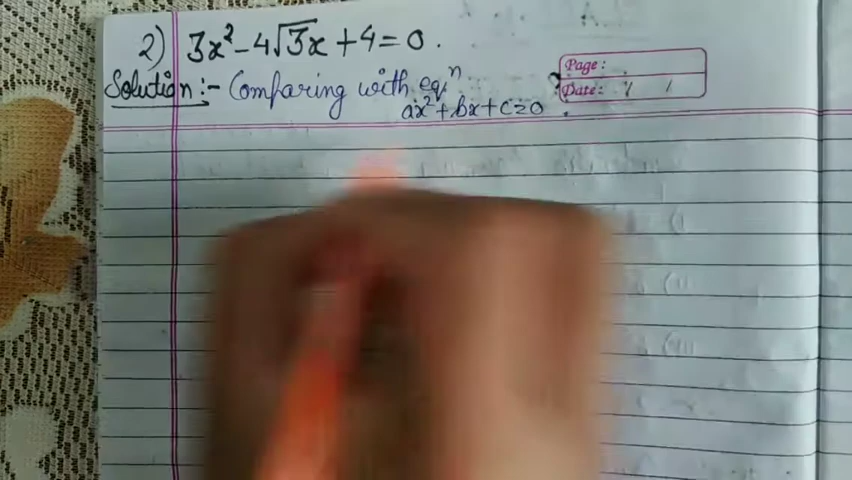 2) 3x² - 4√3x + 4 = 0.
Solution :- Comparing with eqⁿ
ax² + bx + c = 0.
Page:
Date: / /